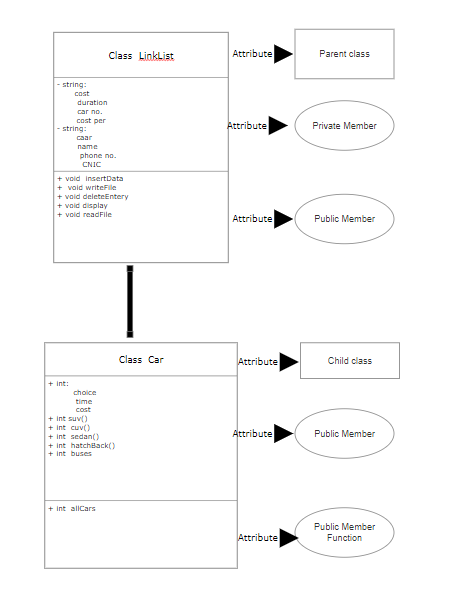 Class LinkList
Attribute
Parent class
- string:
cost
duration
car no.
cost per
- string:
caar
name
phone no.
CNIC
Attribute
Private Member
+ void insertData
+ void writeFile
+ void deleteEntery
+ void display
+ void readFile
Attribute
Public Member
Class Car
Attribute
Child class
+ int:
choice
time
cost
+ int suv()
+ int cuv()
+ int sedan()
+ int hatchBack()
+ int buses
Attribute
Public Member
+ int allCars
Attribute
Public Member
Function